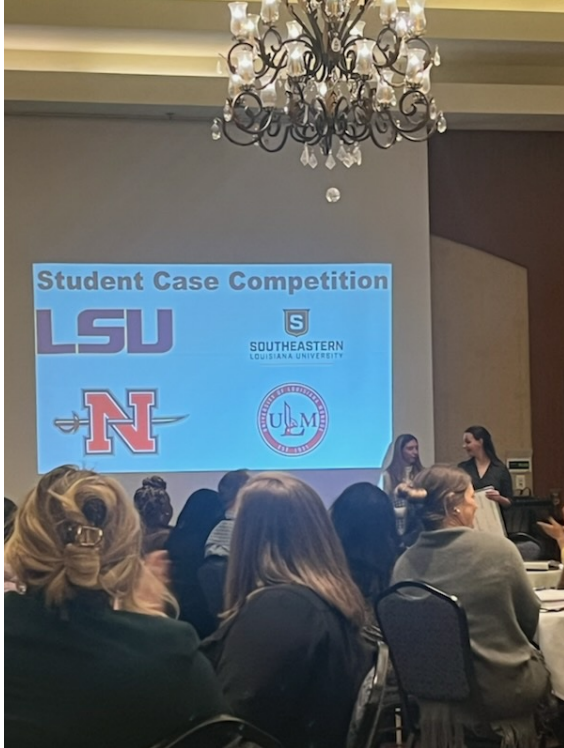 Student Case Competition
LSU
S
SOUTHEASTERN
LOUISIANA UNIVERSITY
N
ULM